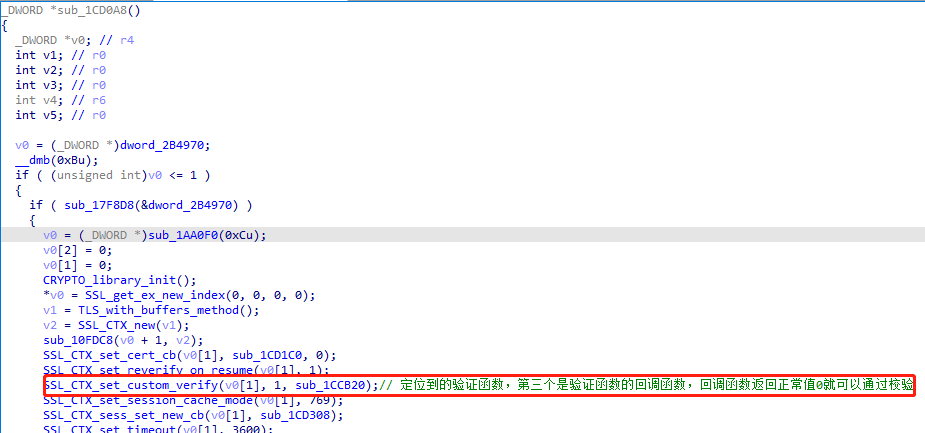 _DWORD *sub_1CD0A8()
{
_DWORD *v0; // r4
int v1; // r0
int v2; // r0
int v3; // r0
int v4; // r6
int v5; // r0
v0 = (_DWORD *)dword_2B4970;
__dmb(0xBu);
if ( (unsigned int)v0 <= 1 )
{
if ( sub_17F8D8(&dword_2B4970) )
{
v0 = (_DWORD *)sub_1AA0F0(0xCu);
v0[2] = 0;
v0[1] = 0;
CRYPTO_library_init();
*v0 = SSL_get_ex_new_index(0, 0, 0, 0);
v1 = TLS_with_buffers_method();
v2 = SSL_CTX_new(v1);
sub_10FDC8(v0 + 1, v2);
SSL_CTX_set_cert_cb(v0[1], sub_1CD1C0, 0);
SSL_CTX_set_reverify_on_resume(v0[1], 1);
SSL_CTX_set_custom_verify(v0[1], 1, sub_1CCB20);// 定位到的验证函数，第三个是验证函数的回调函数，回调函数返回正常值0就可以通过校验
SSL_CTX_set_session_cache_mode(v0[1], 769);
SSL_CTX_sess_set_new_cb(v0[1], sub_1CD308);
SSL_CTX_set_timeout(v0[1], 3600);